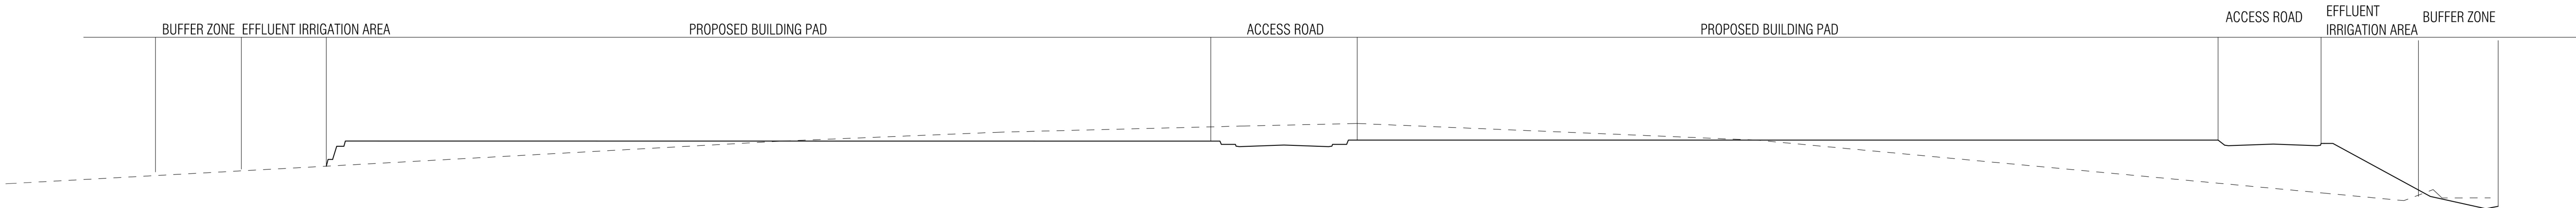 BUFFER ZONE
EFFLUENT IRRIGATION AREA
PROPOSED BUILDING PAD
ACCESS ROAD
PROPOSED BUILDING PAD
ACCESS ROAD
EFFLUENT
IRRIGATION AREA
BUFFER ZONE